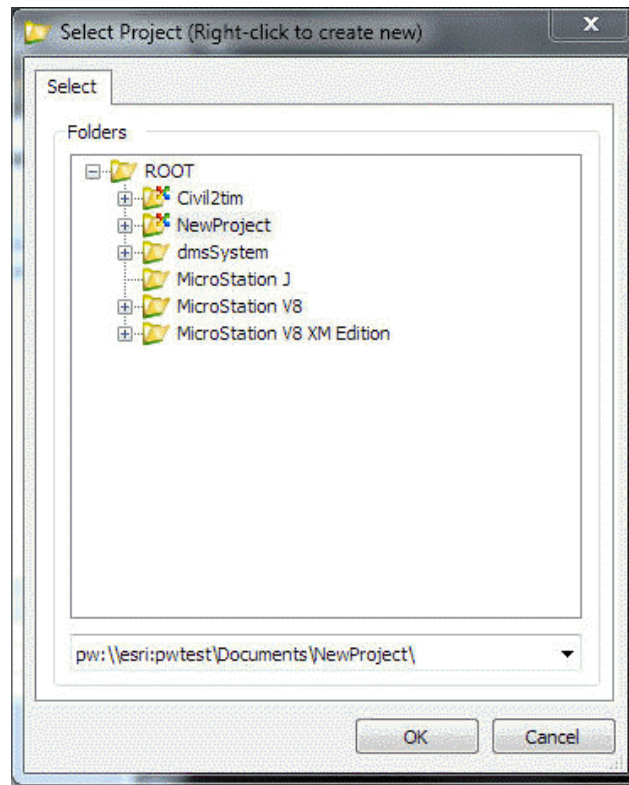 Select Project (Right-click to create new)
x
Select
Folders
ROOT
Civil2tim
NewProject
dmsSystem
MicroStation J
MicroStation V8
MicroStation V8 XM Edition
pw:\\esri:pwtest\Documents\NewProject\
OK
Cancel